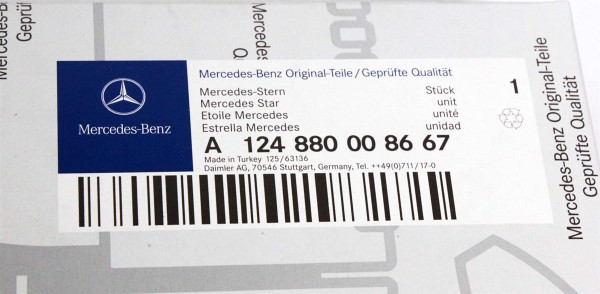 Mercedes-Benz Original-Teile/Geprüfte Qualität
Mercedes-Stern Stück 1
Mercedes Star unit
Etoile Mercedes unité
Estrella Mercedes unidad
A 124 880 00 86 67
Made in Turkey 125/63136
Daimler AG, 70546 Stuttgart, Germany, Tel. ++49(0)711/17-0
Mercedes-Benz
Mercedes-Benz Original-Teile
Geprüfte Qualität